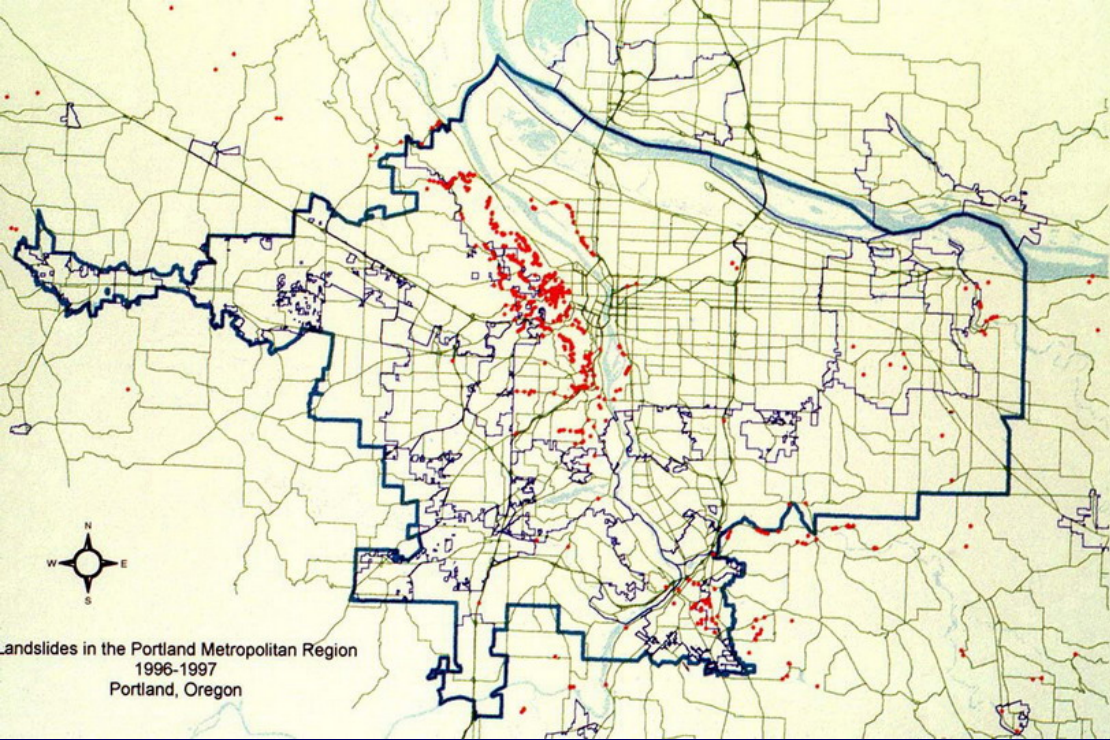 N
W E
S
Landslides in the Portland Metropolitan Region
1996-1997
Portland, Oregon